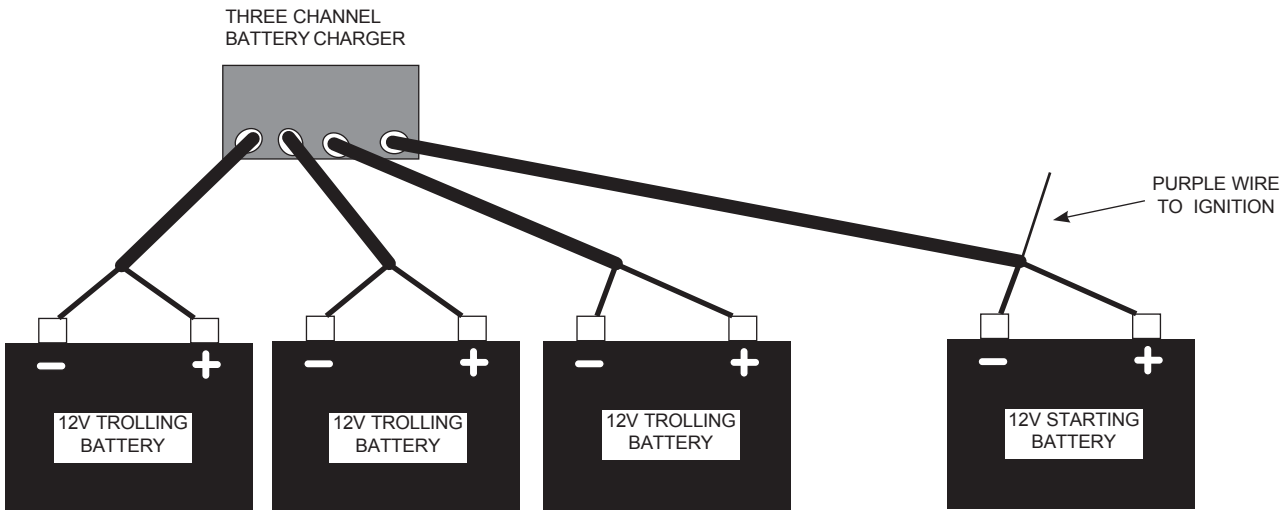 THREE CHANNEL
BATTERY CHARGER
PURPLE WIRE
TO IGNITION
- +
- +
- +
- +
12V TROLLING
BATTERY
12V TROLLING
BATTERY
12V TROLLING
BATTERY
12V STARTING
BATTERY